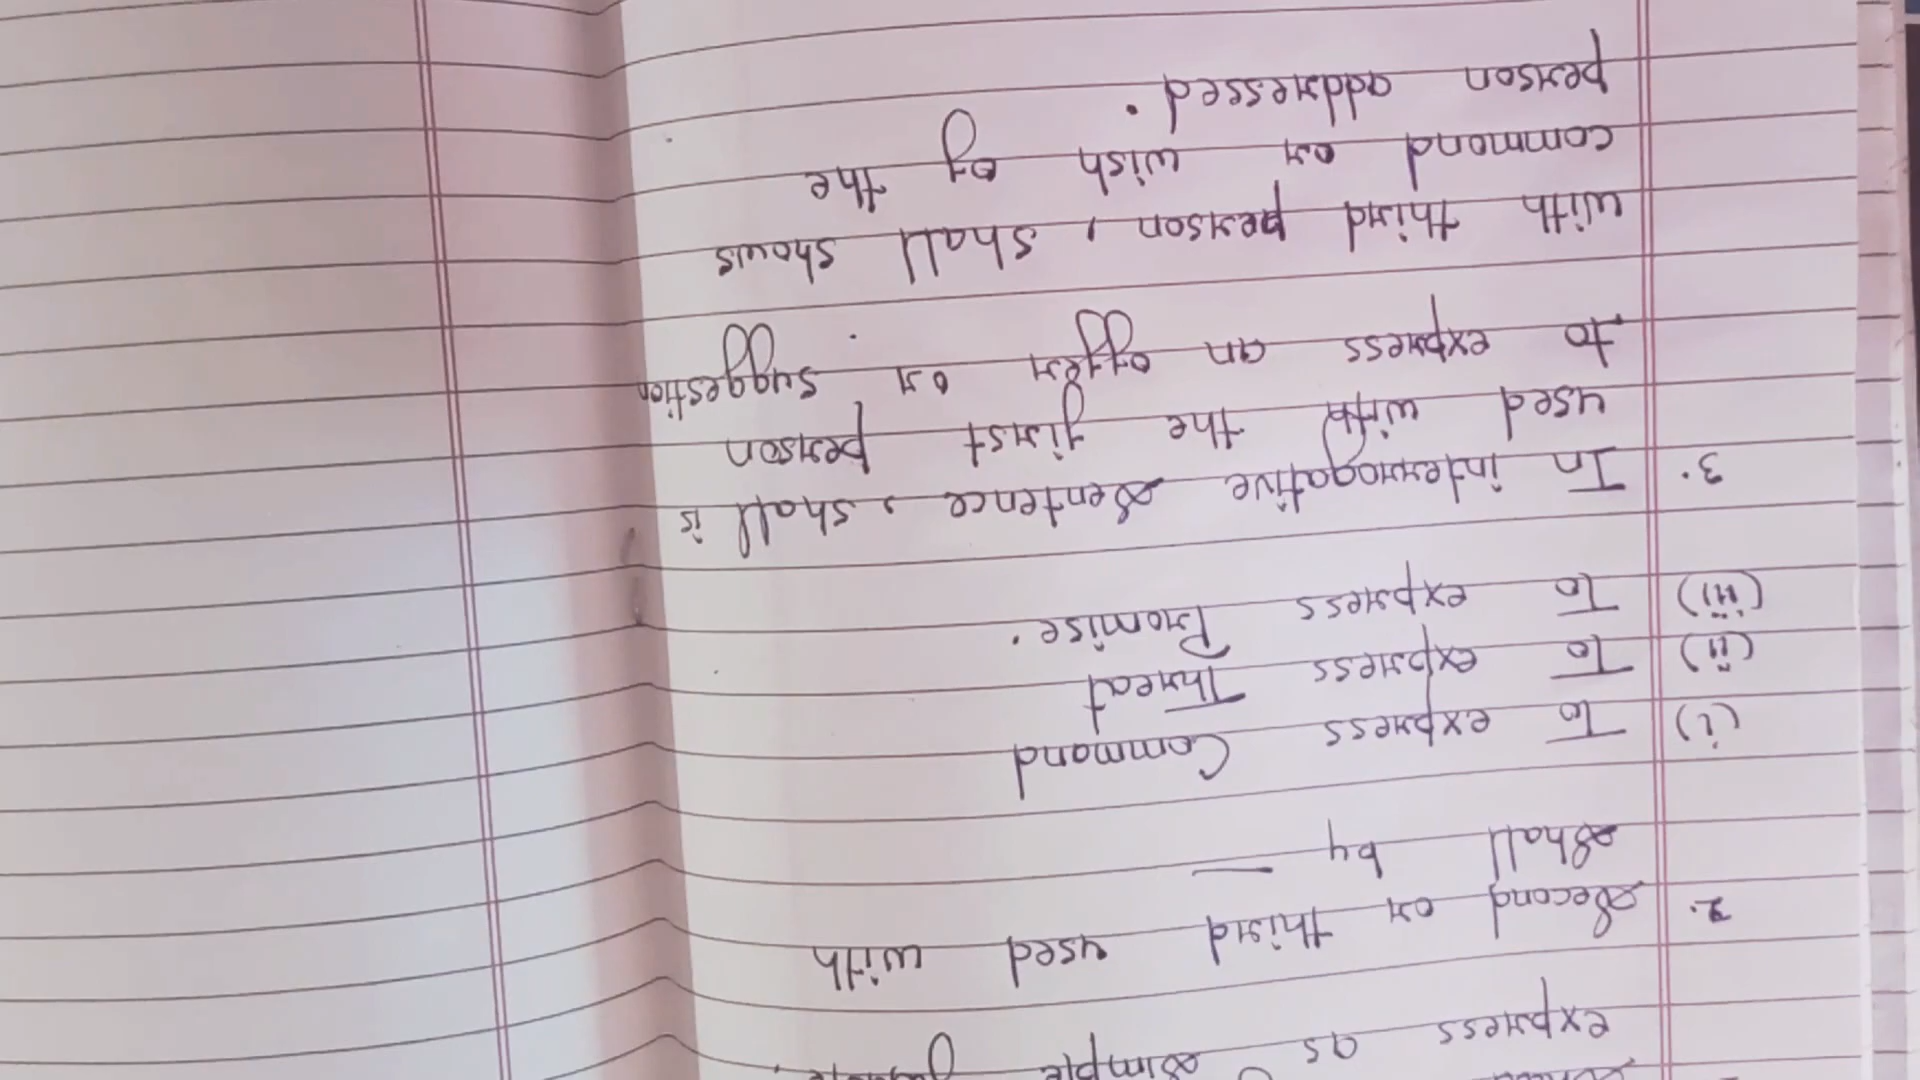 express as simple future.
2. Second or third used with
shall by —
(i) To express Command
(ii) To express Threat
(iii) To express Promise.
3. In interrogative sentence, shall is
used with the first person
to express an offer or suggestion.
with third person, shall shows
command or wish of the
person addressed.